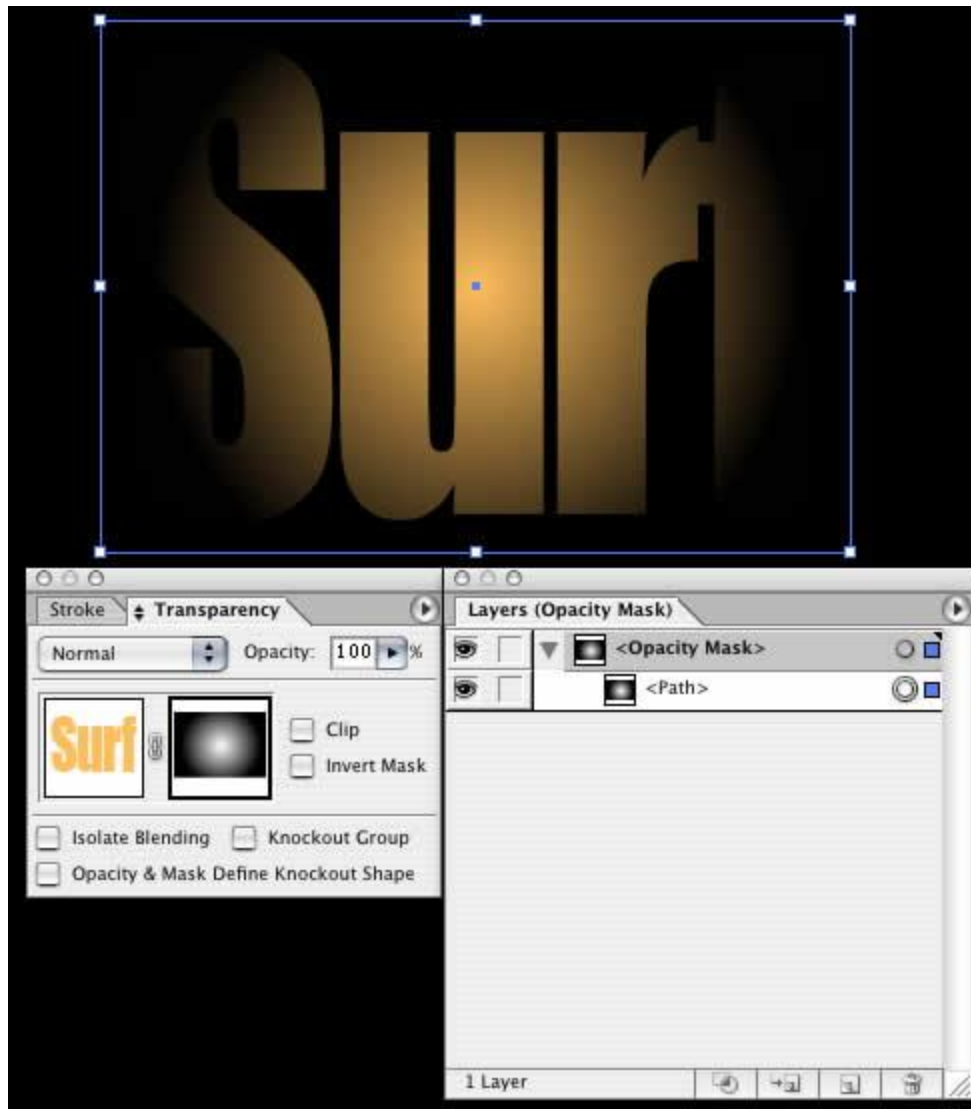 Surf
Stroke
Transparency
Normal
Opacity: 100 %
Surf
Clip
Invert Mask
Isolate Blending
Knockout Group
Opacity & Mask Define Knockout Shape
Layers (Opacity Mask)
<Opacity Mask>
<Path>
1 Layer